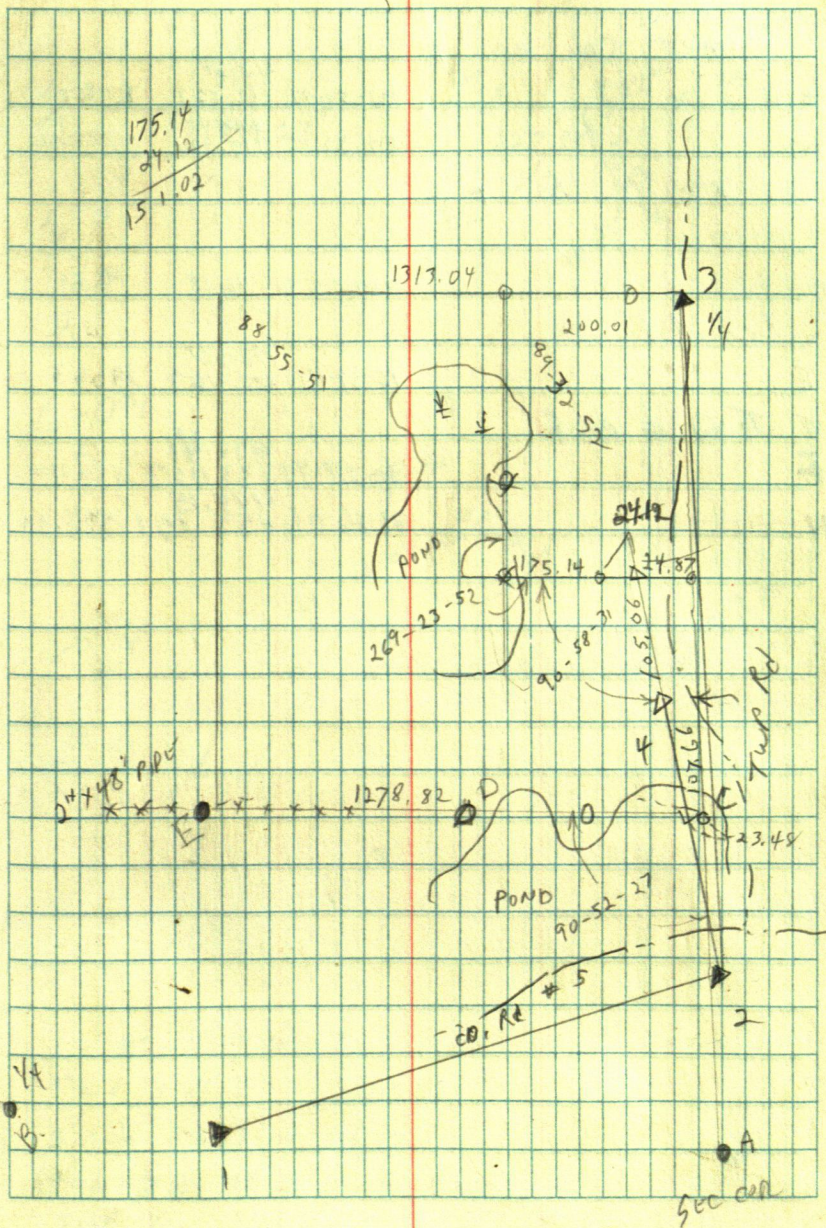 175.14
24.12
151.02
1313.04
3
1/4
200.01
88
55-51
89-32-52
24.12
POND
175.14
24.87
269-23-52
90-58-31
105.06
4
Twp Rd
2" x 48" PIPE
1278.82
D
E
23.48
POND
90-52-27
Co. Rd # 5
2
1/4
B
1
A
SEC COR